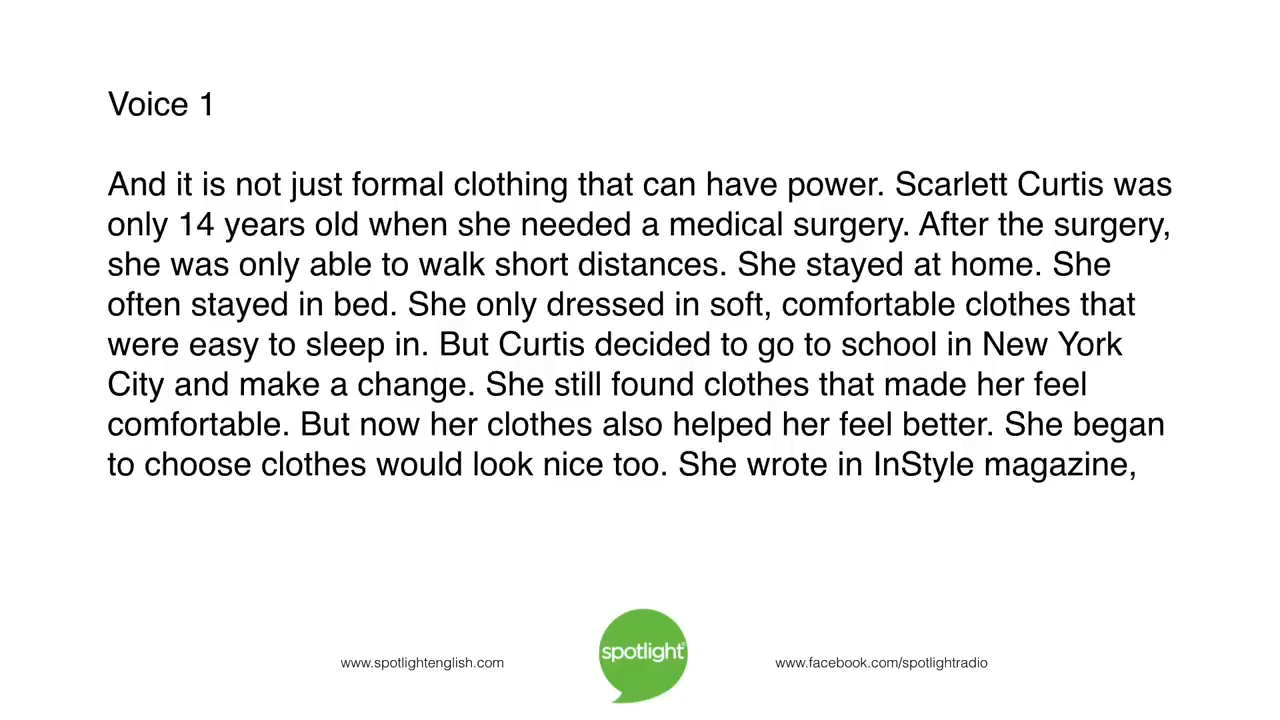 Voice 1
And it is not just formal clothing that can have power. Scarlett Curtis was
only 14 years old when she needed a medical surgery. After the surgery,
she was only able to walk short distances. She stayed at home. She
often stayed in bed. She only dressed in soft, comfortable clothes that
were easy to sleep in. But Curtis decided to go to school in New York
City and make a change. She still found clothes that made her feel
comfortable. But now her clothes also helped her feel better. She began
to choose clothes would look nice too. She wrote in InStyle magazine,
www.spotlightenglish.com
spotlight®
www.facebook.com/spotlightradio